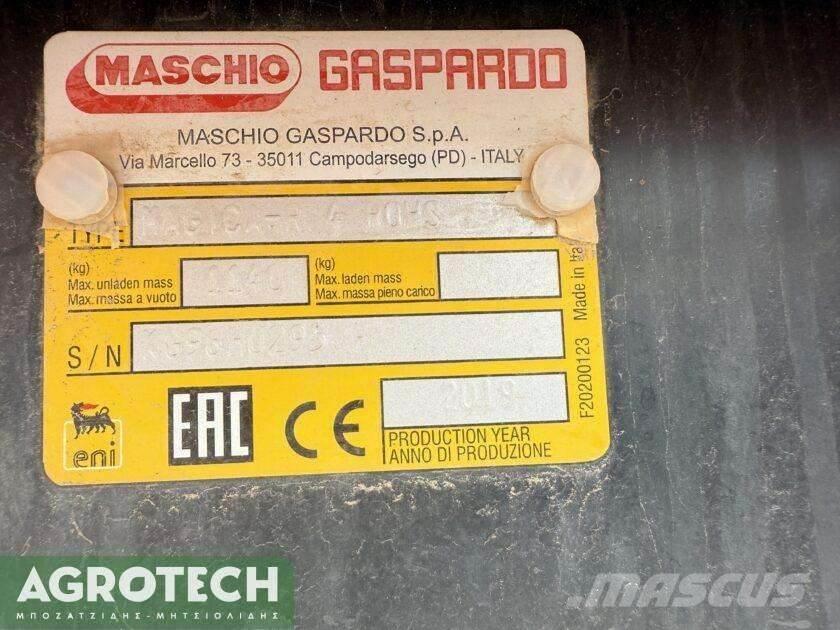 MASCHIO GASPARDO
MASCHIO GASPARDO S.p.A.
Via Marcello 73 - 35011 Campodarsego (PD) - ITALY
TYPE
(kg)
Max. unladen mass
Max. massa a vuoto
(kg)
Max. laden mass
Max. massa pieno carico
S/N
2019
PRODUCTION YEAR
ANNO DI PRODUZIONE
eni
EAC
CE
F20200123 Made in Ita
AGROTECH
ΜΠΟΖΑΤΖΙΔΗΣ-ΜΗΤΣΙΟΛΙΔΗΣ
MASCUS